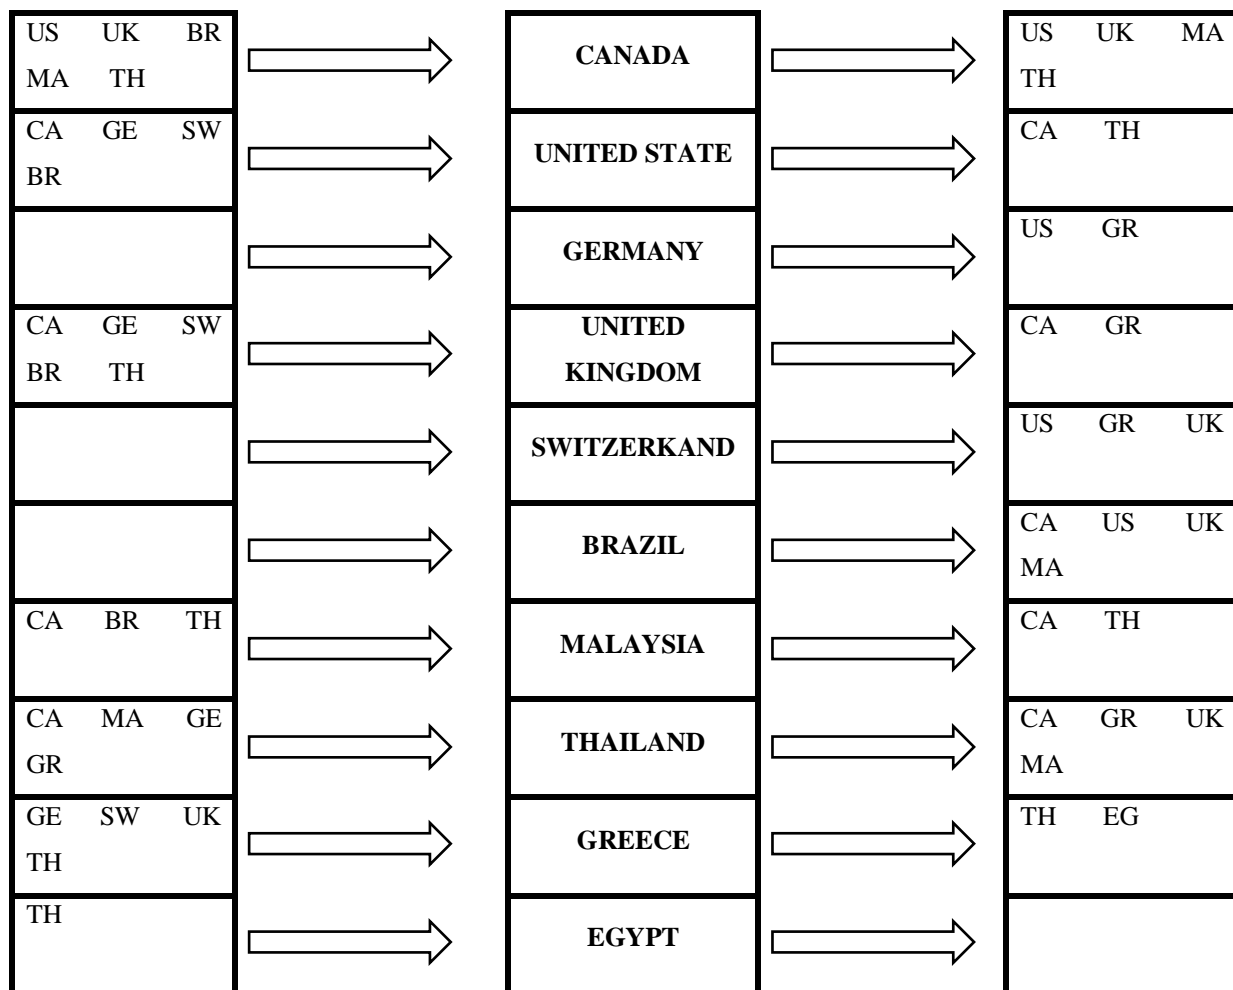 US UK BR
MA TH
CANADA
US UK MA
TH
CA GE SW
BR
UNITED STATE
CA TH
GERMANY
US GR
CA GE SW
BR TH
UNITED
KINGDOM
CA GR
SWITZERKAND
US GR UK
BRAZIL
CA US UK
MA
CA BR TH
MALAYSIA
CA TH
CA MA GE
GR
THAILAND
CA GR UK
MA
GE SW UK
TH
GREECE
TH EG
TH
EGYPT